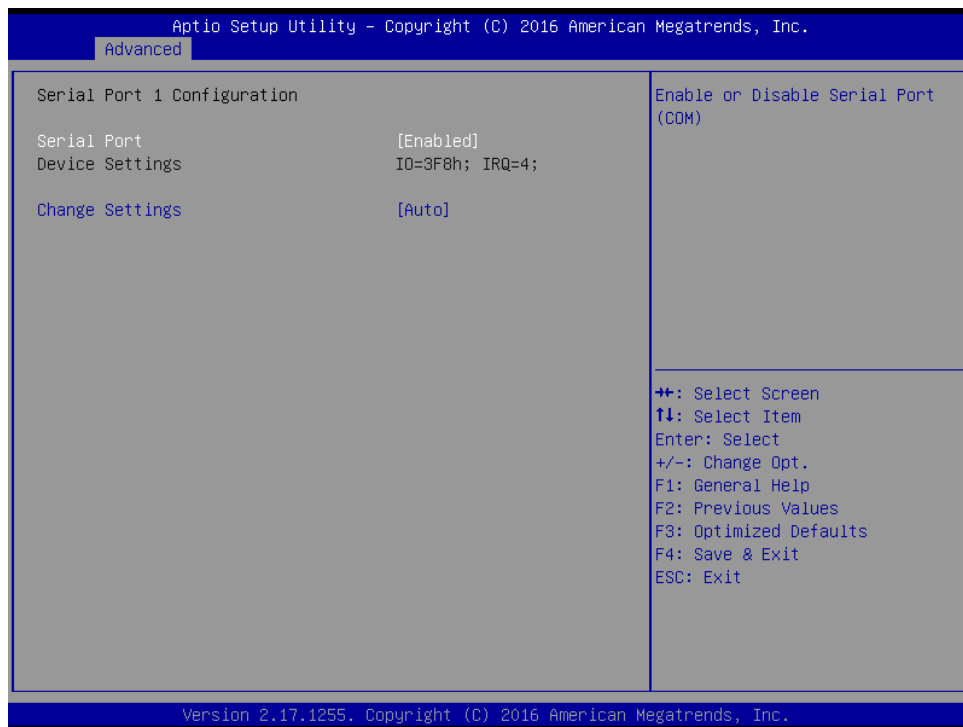 Aptio Setup Utility – Copyright (C) 2016 American Megatrends, Inc.
Advanced
Serial Port 1 Configuration
Serial Port [Enabled]
Device Settings IO=3F8h; IRQ=4;
Change Settings [Auto]
Enable or Disable Serial Port
(COM)
→←: Select Screen
↑↓: Select Item
Enter: Select
+/-: Change Opt.
F1: General Help
F2: Previous Values
F3: Optimized Defaults
F4: Save & Exit
ESC: Exit
Version 2.17.1255. Copyright (C) 2016 American Megatrends, Inc.